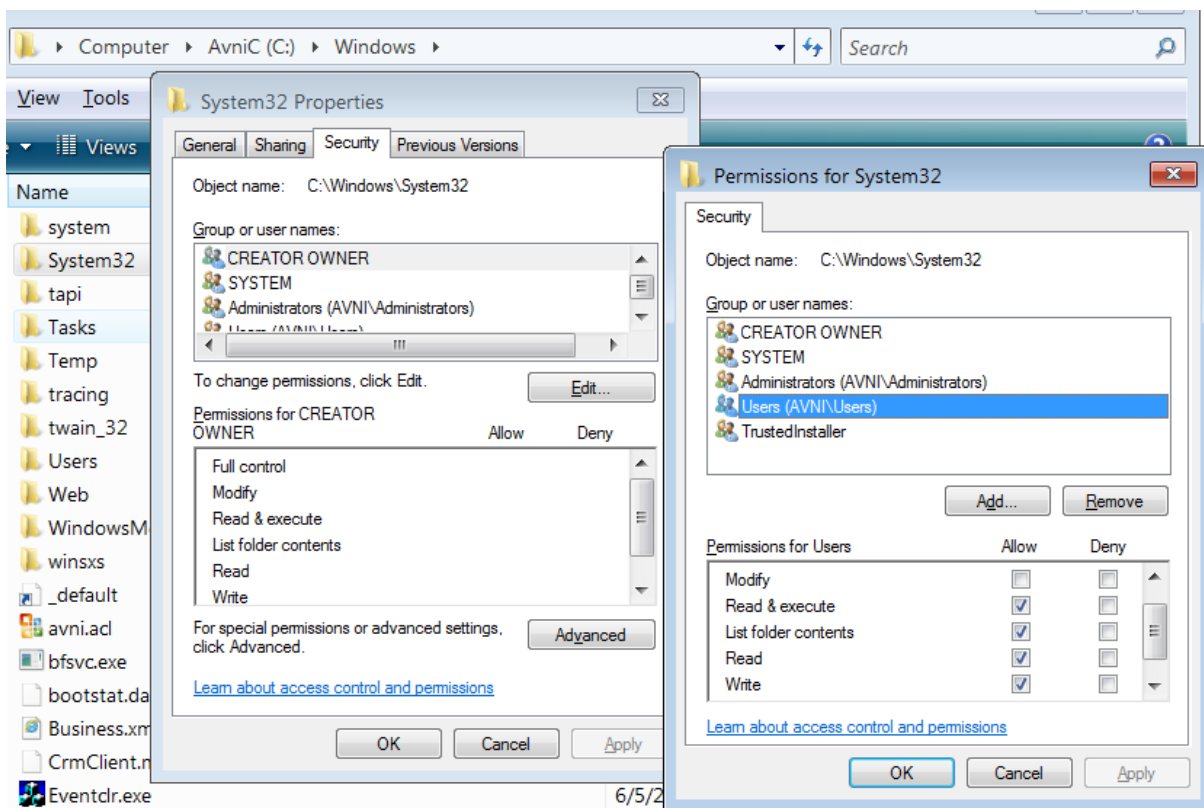 Computer ▸ AvniC (C:) ▸ Windows ▸
Search
View Tools
Views
Name
system
System32
tapi
Tasks
Temp
tracing
twain_32
Users
Web
WindowsM
winsxs
_default
avni.acl
bfsvc.exe
bootstat.da
Business.xm
CrmClient.n
Eventclr.exe
6/5/2
System32 Properties
General Sharing Security Previous Versions
Object name: C:\Windows\System32
Group or user names:
CREATOR OWNER
SYSTEM
Administrators (AVNI\Administrators)
Users (AVNI\Users)
To change permissions, click Edit.
Edit...
Permissions for CREATOR
OWNER Allow Deny
Full control
Modify
Read & execute
List folder contents
Read
Write
For special permissions or advanced settings,
click Advanced.
Advanced
Learn about access control and permissions
OK Cancel Apply
Permissions for System32
Security
Object name: C:\Windows\System32
Group or user names:
CREATOR OWNER
SYSTEM
Administrators (AVNI\Administrators)
Users (AVNI\Users)
TrustedInstaller
Add... Remove
Permissions for Users Allow Deny
Modify
Read & execute
List folder contents
Read
Write
Learn about access control and permissions
OK Cancel Apply